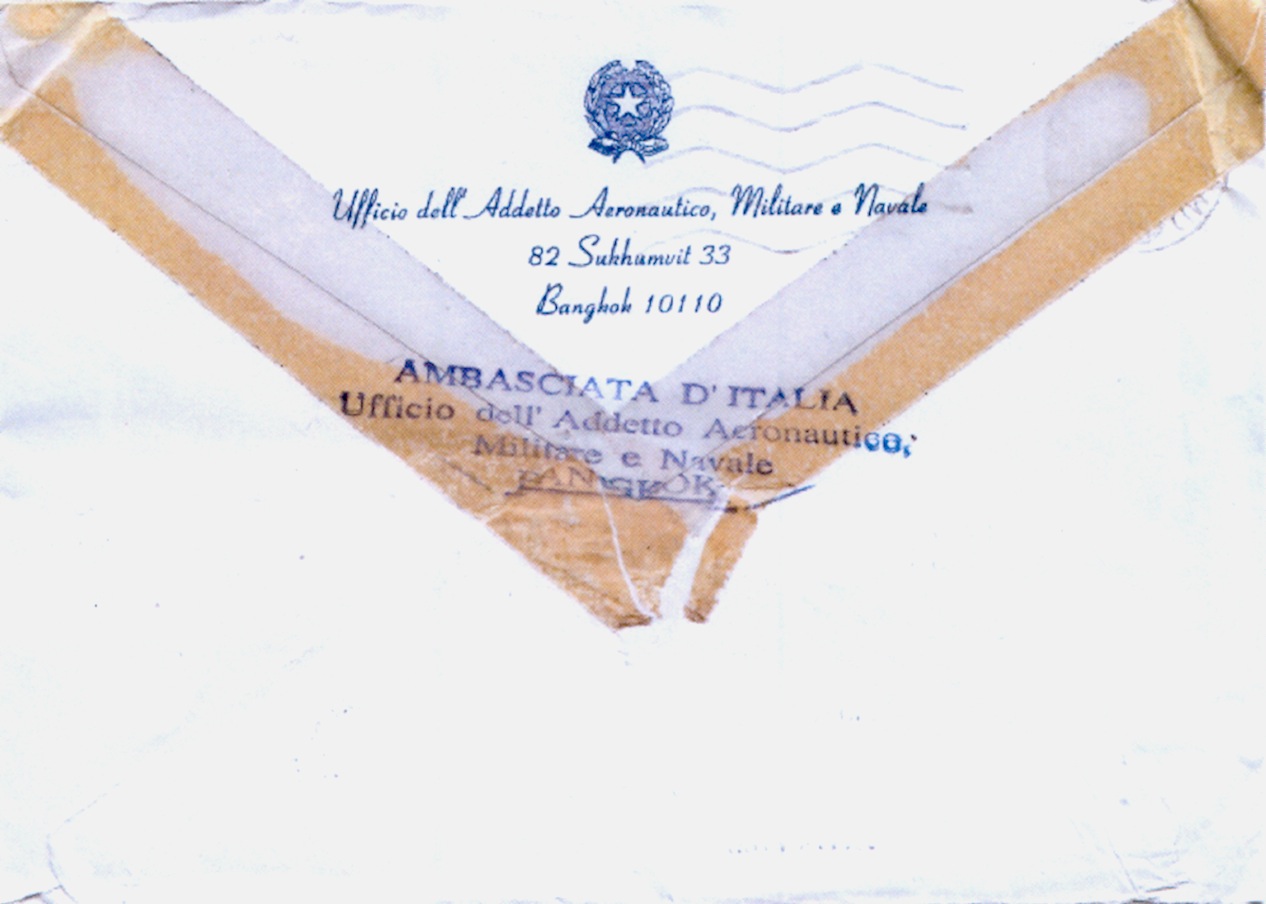 Ufficio dell' Addetto Aeronautico, Militare e Navale
82 Sukhumvit 33
Bangkok 10110
AMBASCIATA D'ITALIA
Ufficio dell' Addetto Aeronautico,
Militare e Navale
BANGKOK